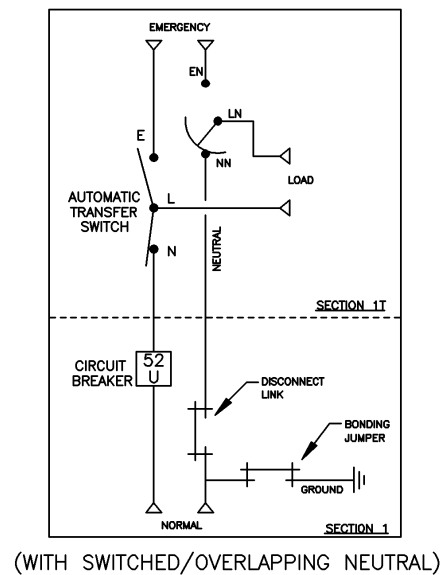 EMERGENCY
EN
LN
E
NN
LOAD
AUTOMATIC
TRANSFER
SWITCH
L
N
NEUTRAL
SECTION 1T
CIRCUIT
BREAKER
52
U
DISCONNECT
LINK
BONDING
JUMPER
GROUND
NORMAL
SECTION 1
(WITH SWITCHED/OVERLAPPING NEUTRAL)